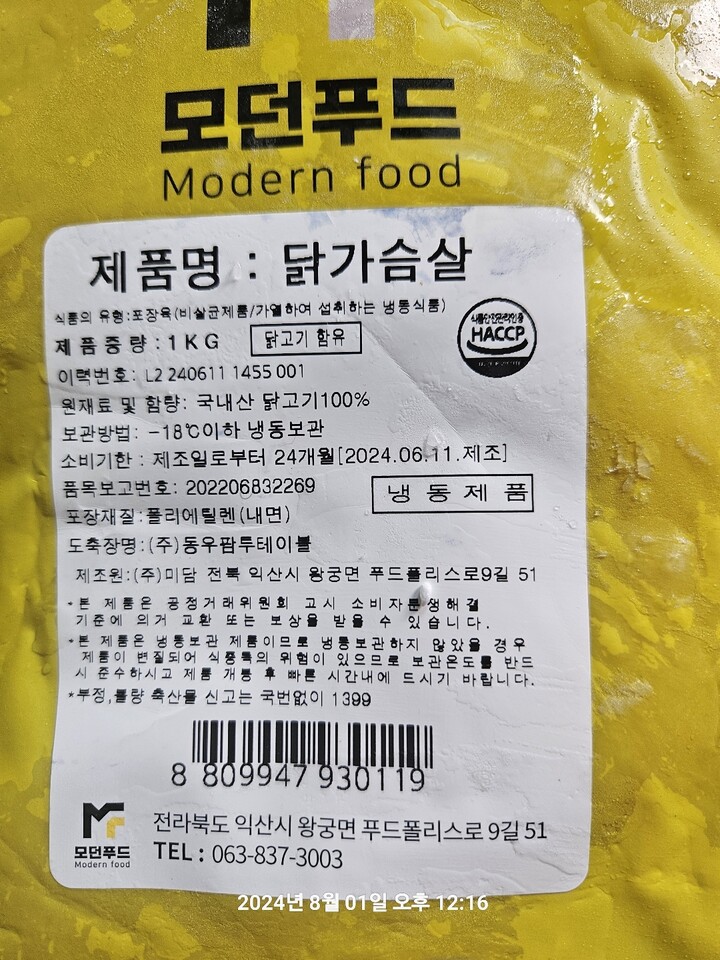 모던푸드
Modern food
제품명 : 닭가슴살
식품의 유형:포장육(비살균제품/가열하여 섭취하는 냉동식품)
제품중량:1KG 닭고기 함유
식품안전관리인증
HACCP
이력번호: L2 240611 1455 001
원재료 및 함량: 국내산 닭고기100%
보관방법: -18℃이하 냉동보관
소비기한 : 제조일로부터 24개월[2024.06.11.제조]
품목보고번호: 202206832269
냉동제품
포장재질:폴리에틸렌(내면)
도축장명:(주)동우팜투테이블
제조원:(주)미담 전북 익산시 왕궁면 푸드폴리스로9길 51
*본 제품은 공정거래위원회 고시 소비자분쟁해결
기준에 의거 교환 또는 보상을 받을 수 있습니다.
*본 제품은 냉동보관 제품이므로 냉동보관하지 않았을 경우
제품이 변질되어 식중독의 위험이 있으므로 보관온도를 반드
시 준수하시고 제품 개봉 후 빠른 시간내에 드시기 바랍니다.
*부정,불량 축산물 신고는 국번없이 1399
8 809947 930119
모던푸드
Modern food
전라북도 익산시 왕궁면 푸드폴리스로 9길 51
TEL : 063-837-3003
2024년 8월 01일 오후 12:16